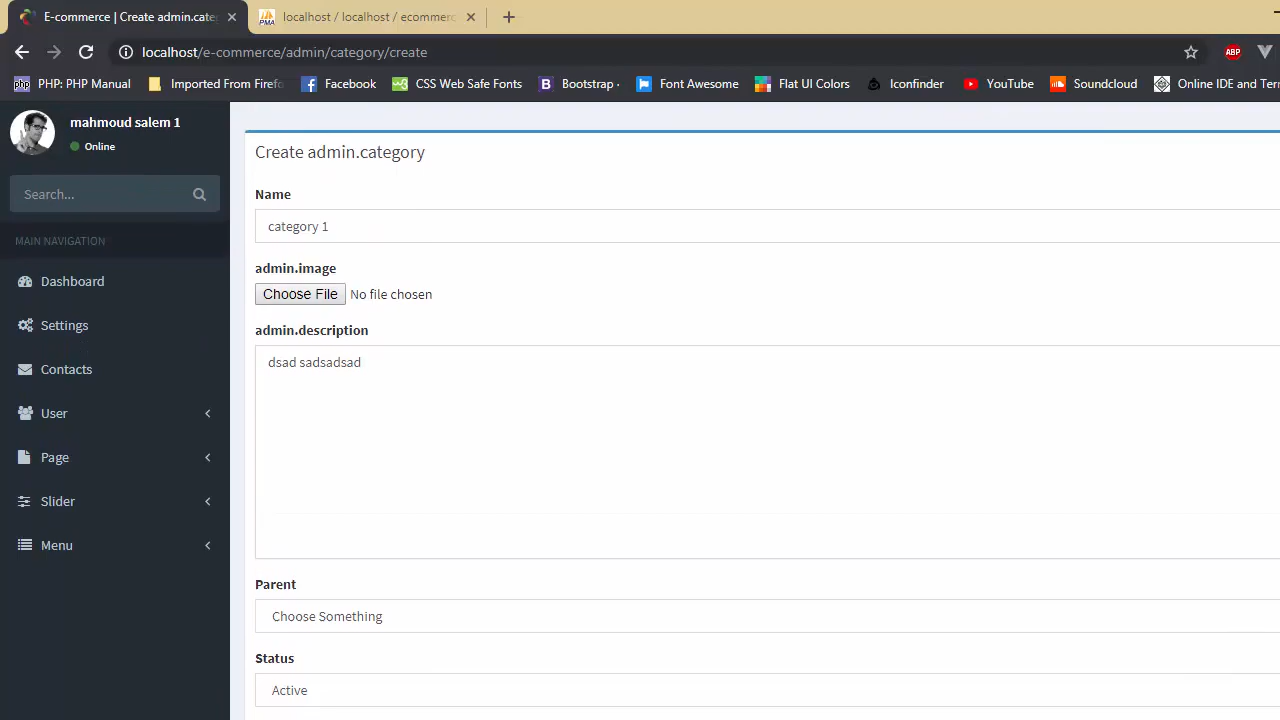 E-commerce | Create admin.cate
localhost / localhost / ecommerc
localhost/e-commerce/admin/category/create
ABP
PHP: PHP Manual
Imported From Firefo
Facebook
CSS Web Safe Fonts
Bootstrap ·
Font Awesome
Flat UI Colors
Iconfinder
YouTube
Soundcloud
Online IDE and Ter
mahmoud salem 1
Online
Search...
MAIN NAVIGATION
Dashboard
Settings
Contacts
User
Page
Slider
Menu
Create admin.category
Name
category 1
admin.image
Choose File No file chosen
admin.description
dsad sadsadsad
Parent
Choose Something
Status
Active